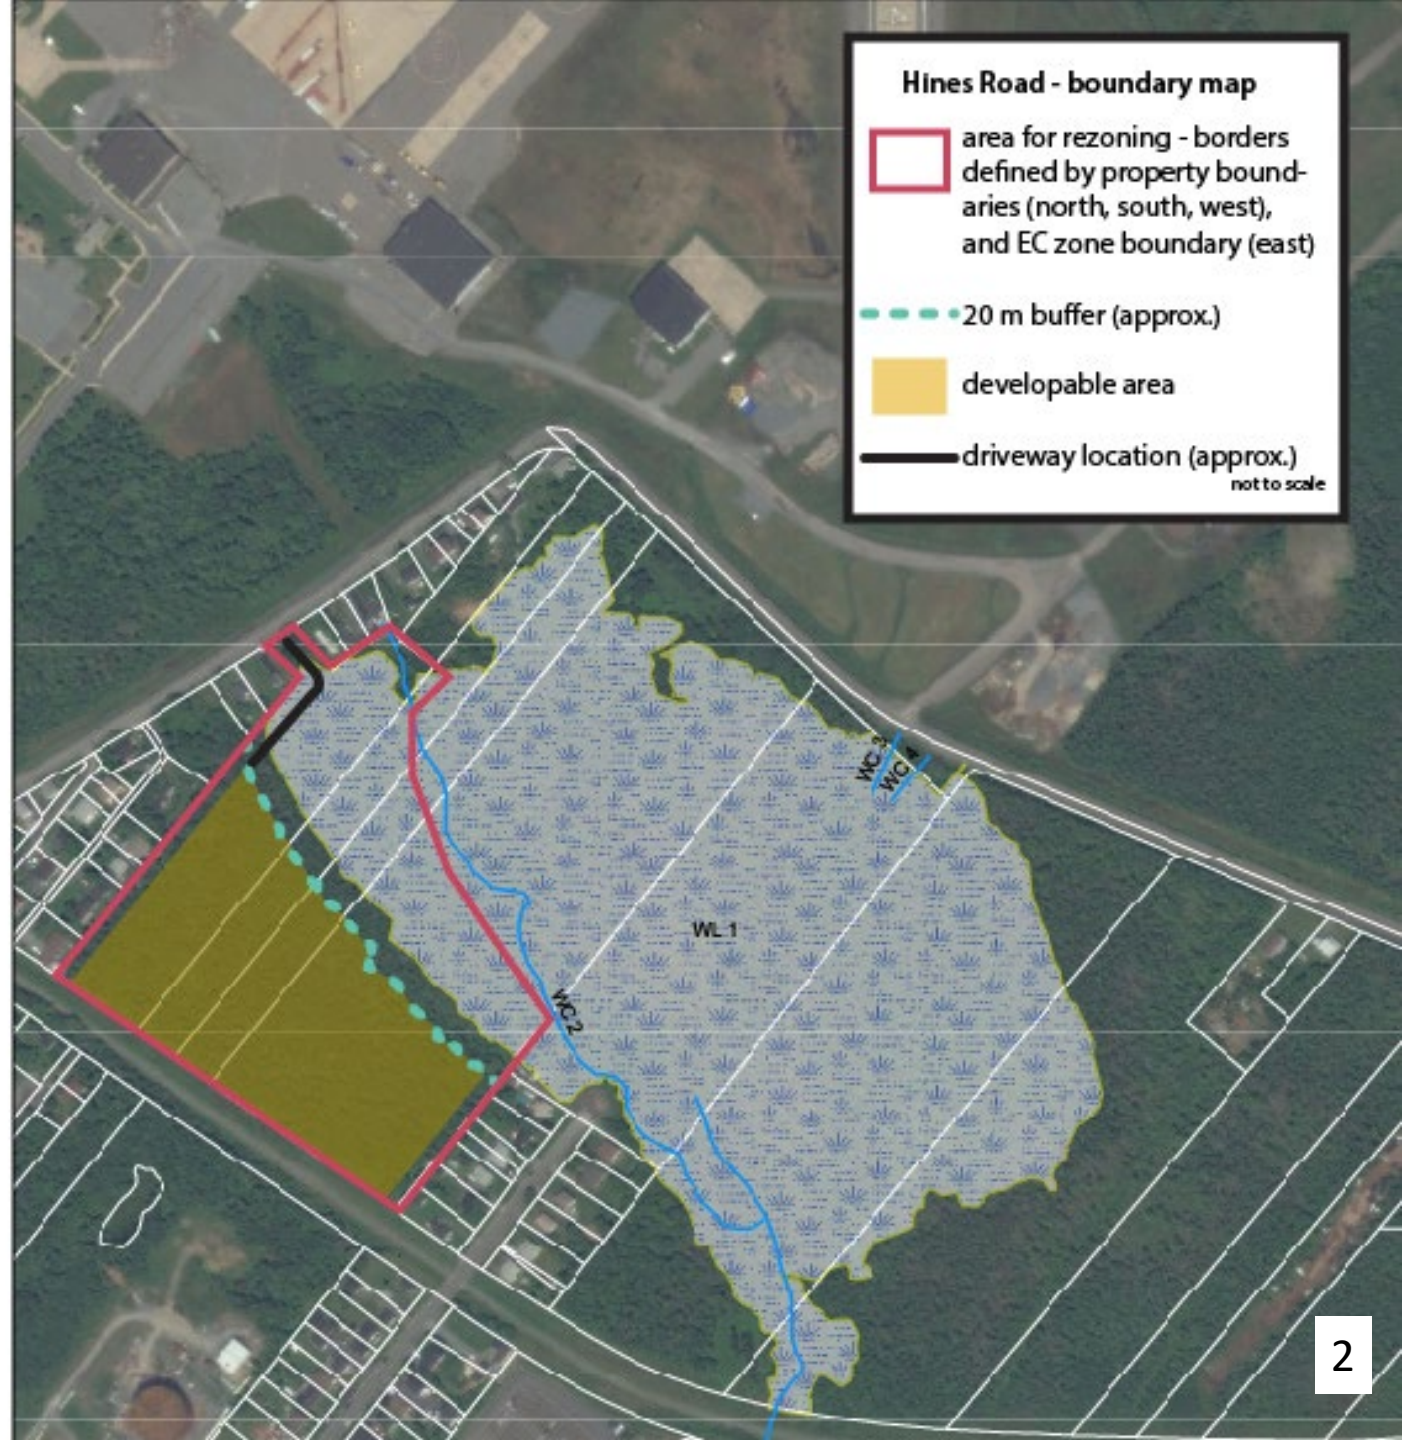 Hines Road - boundary map
area for rezoning - borders
defined by property bound-
aries (north, south, west),
and EC zone boundary (east)
20 m buffer (approx.)
developable area
driveway location (approx.)
not to scale
WC 3
WC 4
WL 1
WC 2
2